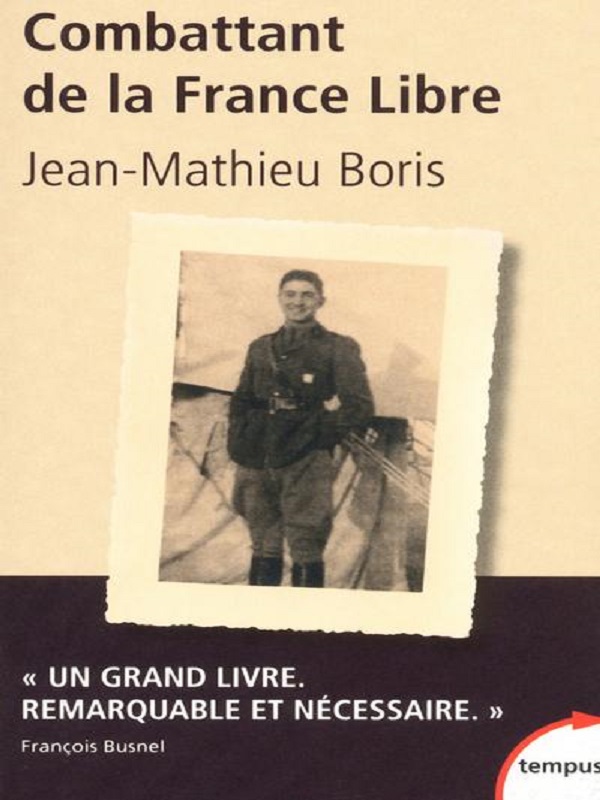 Combattant
de la France Libre
Jean-Mathieu Boris
« UN GRAND LIVRE.
REMARQUABLE ET NÉCESSAIRE. »
François Busnel
tempus